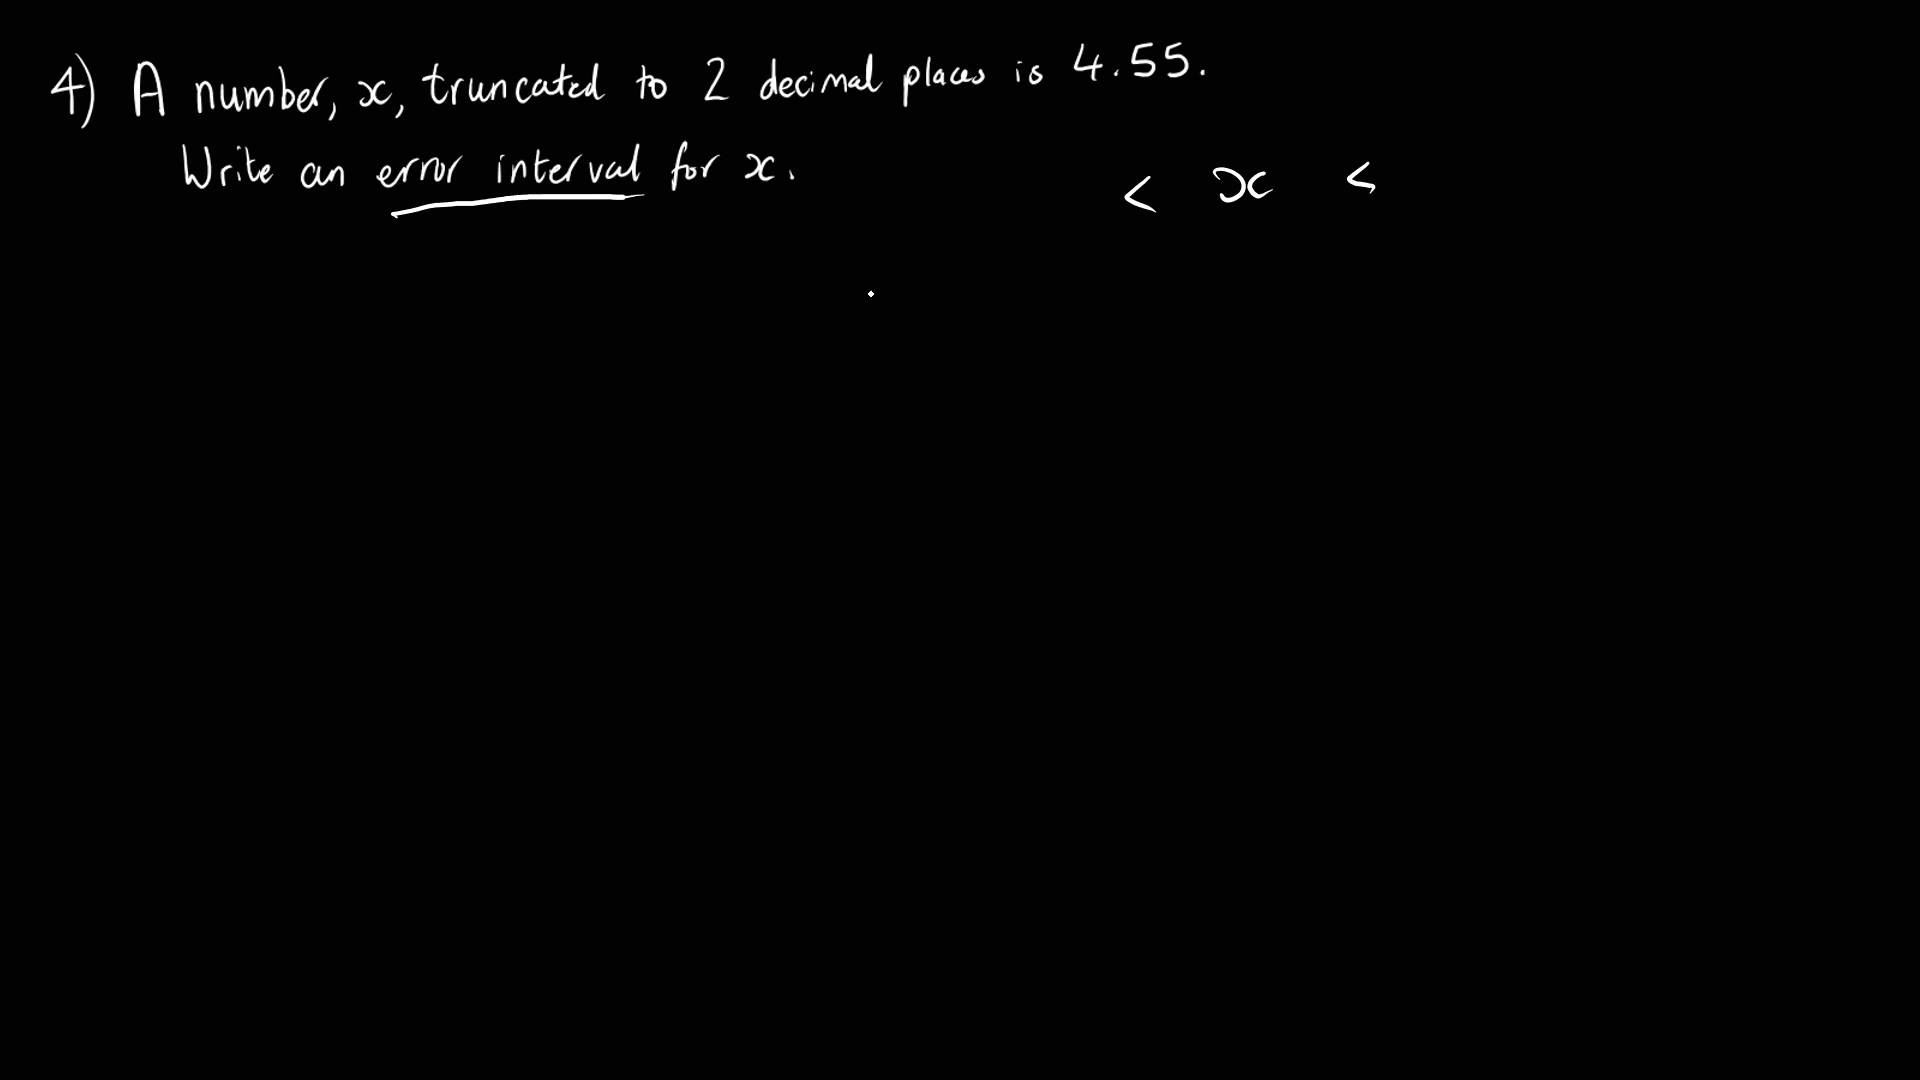 4) A number, x, truncated to 2 decimal places is 4.55.
Write an error interval for x.
< x <